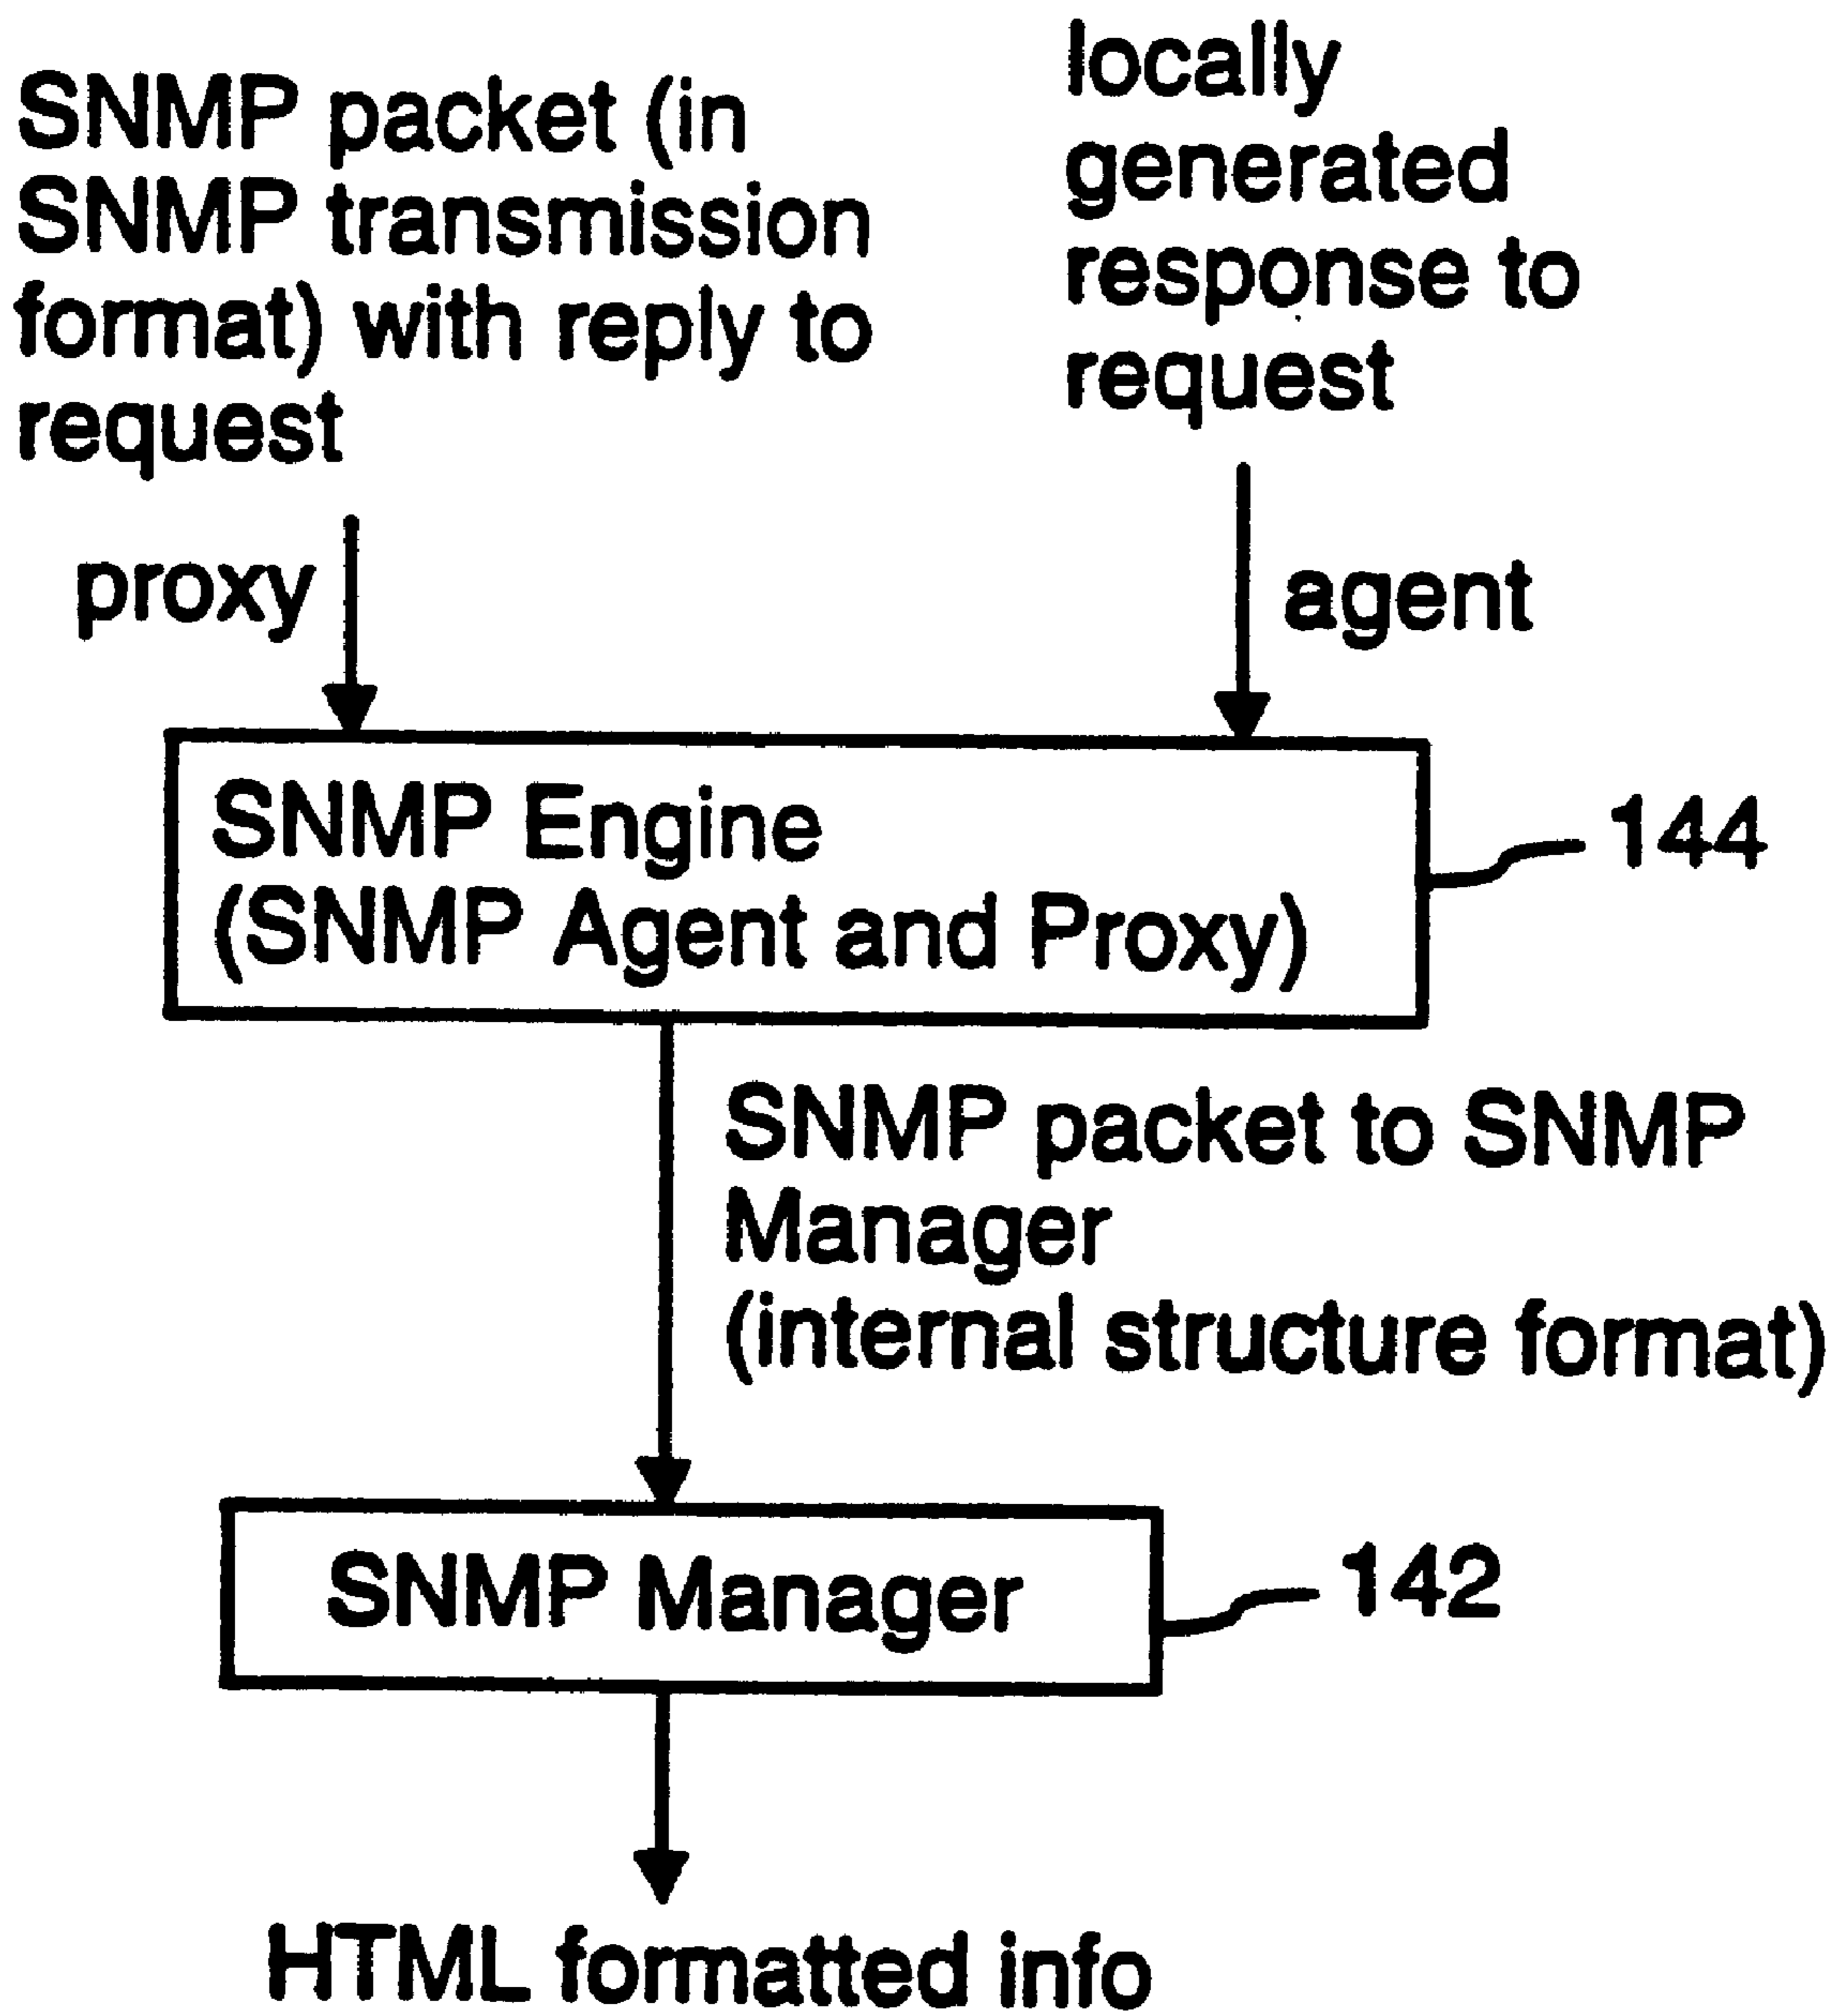 SNMP packet (in
SNMP transmission
format) with reply to
request
locally
generated
response to
request
proxy
agent
SNMP Engine
(SNMP Agent and Proxy)
144
SNMP packet to SNMP
Manager
(internal structure format)
SNMP Manager
142
HTML formatted info